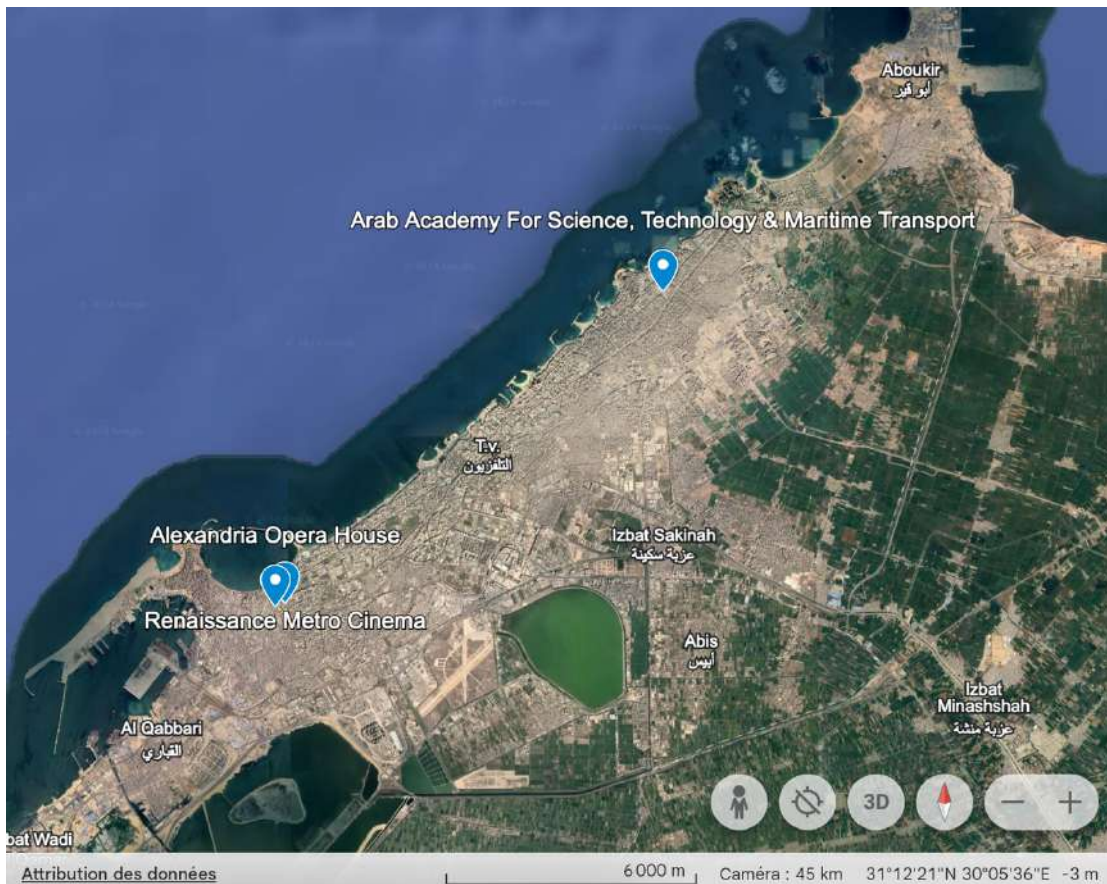 Aboukir
أبو قير
Arab Academy For Science, Technology & Maritime Transport
T.v.
التلفزيون
Alexandria Opera House
Izbat Sakinah
عزبة سكينة
Renaissance Metro Cinema
Abis
أبيس
Izbat
Minashshah
عزبة منشة
Al Qabbari
القباري
3D
bat Wadi
Attribution des données
6 000 m
Caméra : 45 km
31°12'21"N 30°05'36"E
-3 m